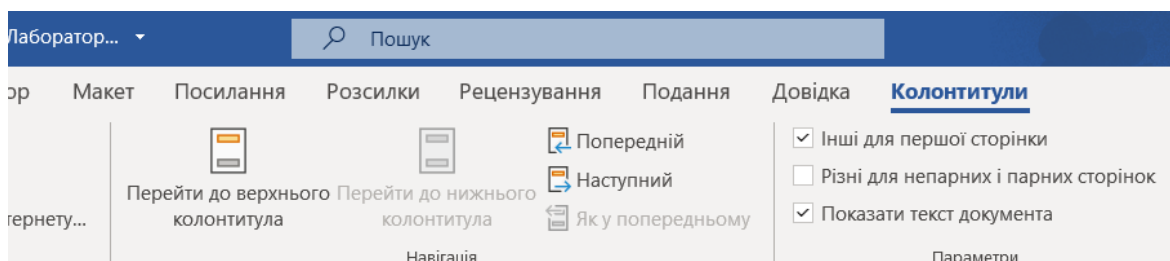 Лаборатор...
Пошук
ор Макет Посилання Розсилки Рецензування Подання Довідка Колонтитули
Перейти до верхнього колонтитула
Перейти до нижнього колонтитула
Попередній
Наступний
Як у попередньому
Інші для першої сторінки
Різні для непарних і парних сторінок
Показати текст документа
тернету...
Навігація
Параметри